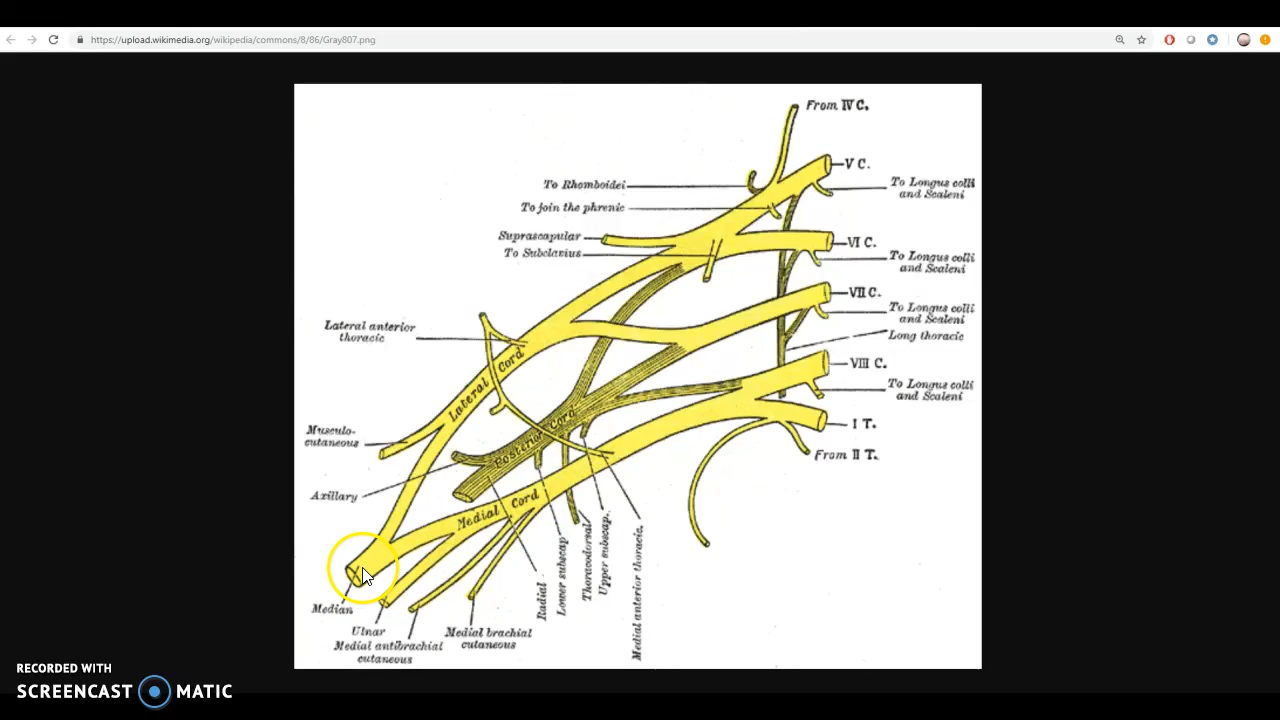 https://upload.wikimedia.org/wikipedia/commons/8/86/Gray807.png
From IV C.
V C.
To Rhomboidei
To Longus colli
and Scaleni
To join the phrenic
Suprascapular
To Subclavius
VI C.
To Longus colli
and Scaleni
VII C.
To Longus colli
and Scaleni
Lateral anterior
thoracic
Long thoracic
Lateral Cord
VIII C.
To Longus colli
and Scaleni
Posterior Cord
I T.
Musculo-
cutaneous
From II T.
Axillary
Medial Cord
Radial
Lower subscap
Thoracodorsal
Upper subscap.
Medial anterior thoracic.
Median
Ulnar
Medial antibrachial
cutaneous
Medial brachial
cutaneous
RECORDED WITH
SCREENCAST MATIC